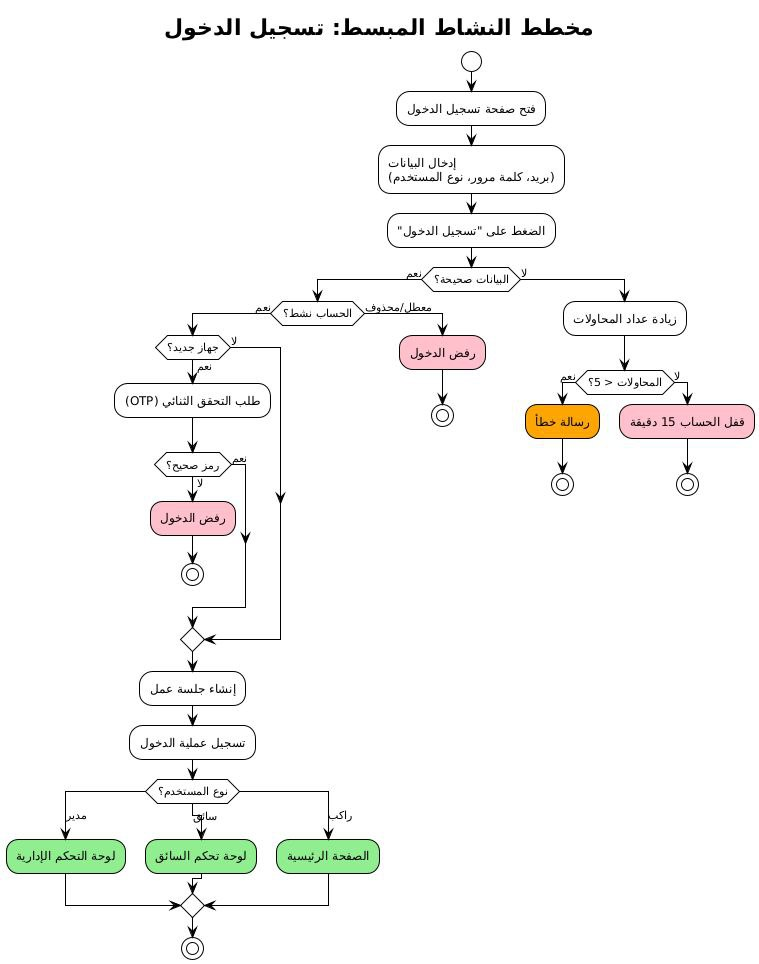 مخطط النشاط المبسط: تسجيل الدخول
فتح صفحة تسجيل الدخول
إدخال البيانات
(بريد، كلمة مرور، نوع المستخدم)
الضغط على "تسجيل الدخول"
البيانات صحيحة؟
نعم
لا
الحساب نشط؟
نعم
معطل/محذوف
زيادة عداد المحاولات
جهاز جديد؟
لا
نعم
رفض الدخول
المحاولات < 5؟
نعم
لا
طلب التحقق الثنائي (OTP)
رسالة خطأ
قفل الحساب 15 دقيقة
رمز صحيح؟
نعم
لا
رفض الدخول
إنشاء جلسة عمل
تسجيل عملية الدخول
نوع المستخدم؟
مدير
سائق
راكب
لوحة التحكم الإدارية
لوحة تحكم السائق
الصفحة الرئيسية